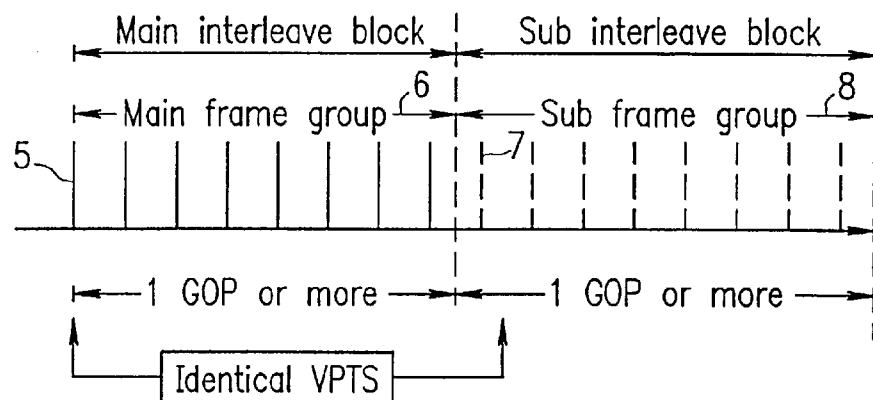 Main interleave block Sub interleave block
6 8
Main frame group Sub frame group
5 7
1 GOP or more 1 GOP or more
Identical VPTS